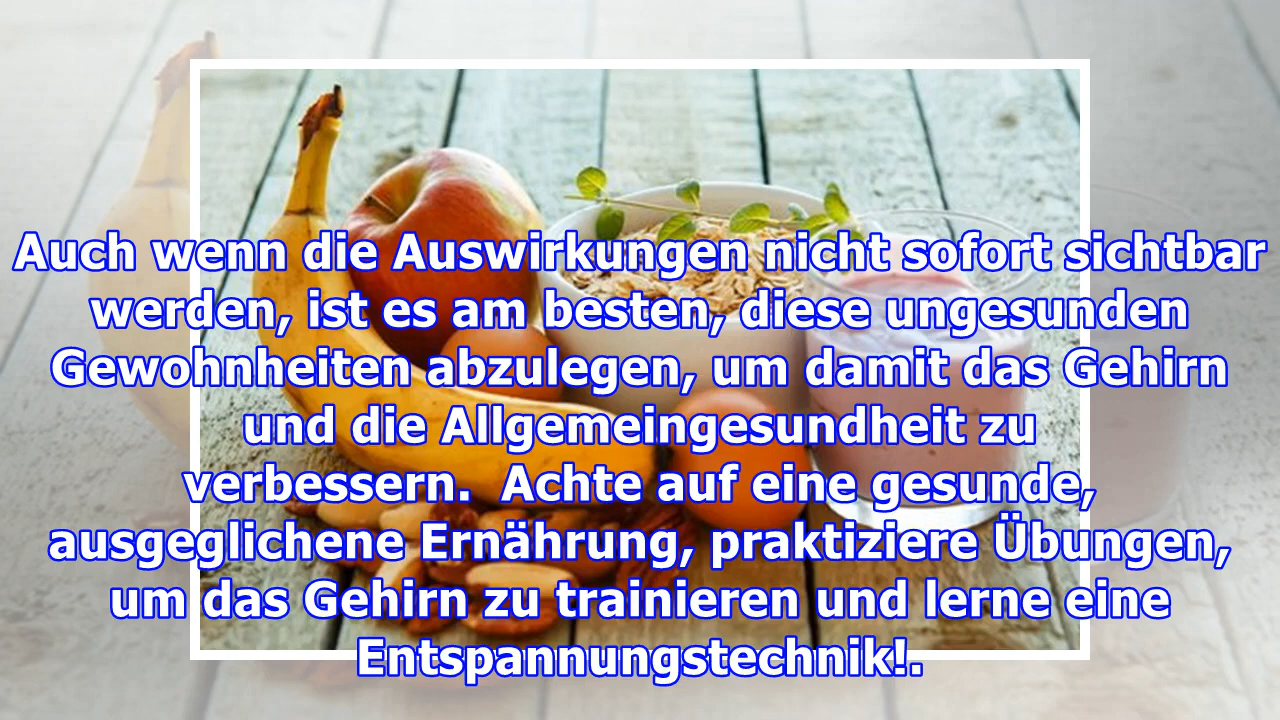 Auch wenn die Auswirkungen nicht sofort sichtbar
werden, ist es am besten, diese ungesunden
Gewohnheiten abzulegen, um damit das Gehirn
und die Allgemeingesundheit zu
verbessern.  Achte auf eine gesunde,
ausgeglichene Ernährung, praktiziere Übungen,
um das Gehirn zu trainieren und lerne eine
Entspannungstechnik!.